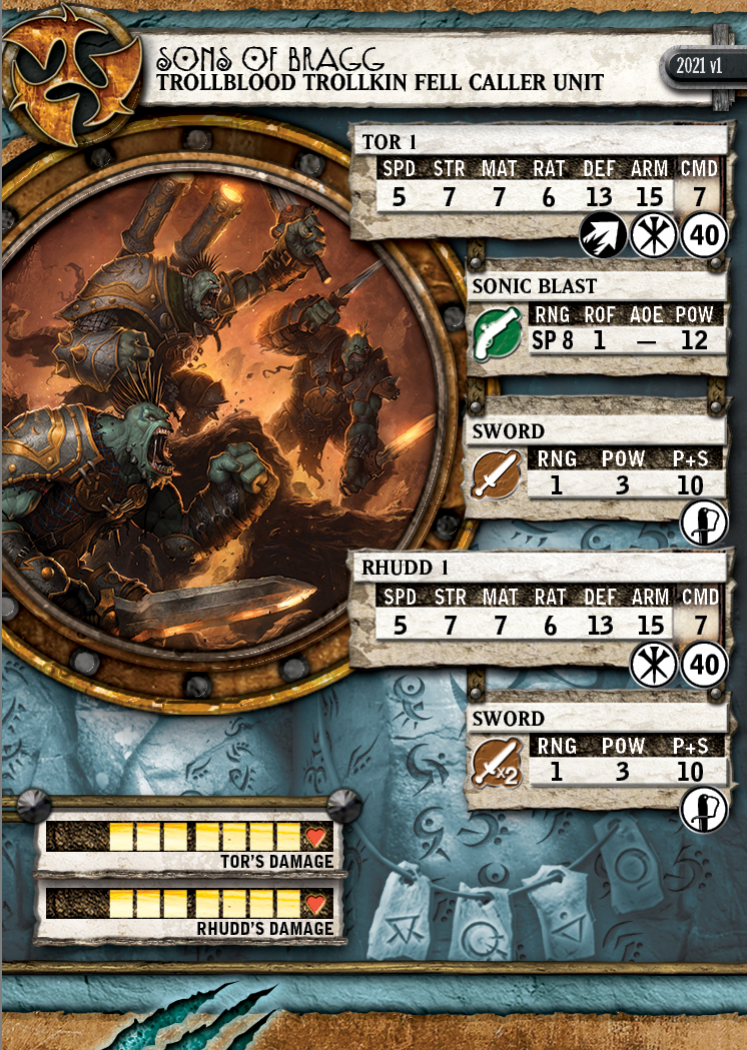 SONS OF BRAGG
TROLLBLOOD TROLLKIN FELL CALLER UNIT
2021 v1
TOR 1
SPD STR MAT RAT DEF ARM CMD
5 7 7 6 13 15 7
40
SONIC BLAST
RNG ROF AOE POW
SP 8 1 — 12
SWORD
RNG POW P+S
1 3 10
RHUDD 1
SPD STR MAT RAT DEF ARM CMD
5 7 7 6 13 15 7
40
SWORD
RNG POW P+S
x2 1 3 10
TOR'S DAMAGE
RHUDD'S DAMAGE